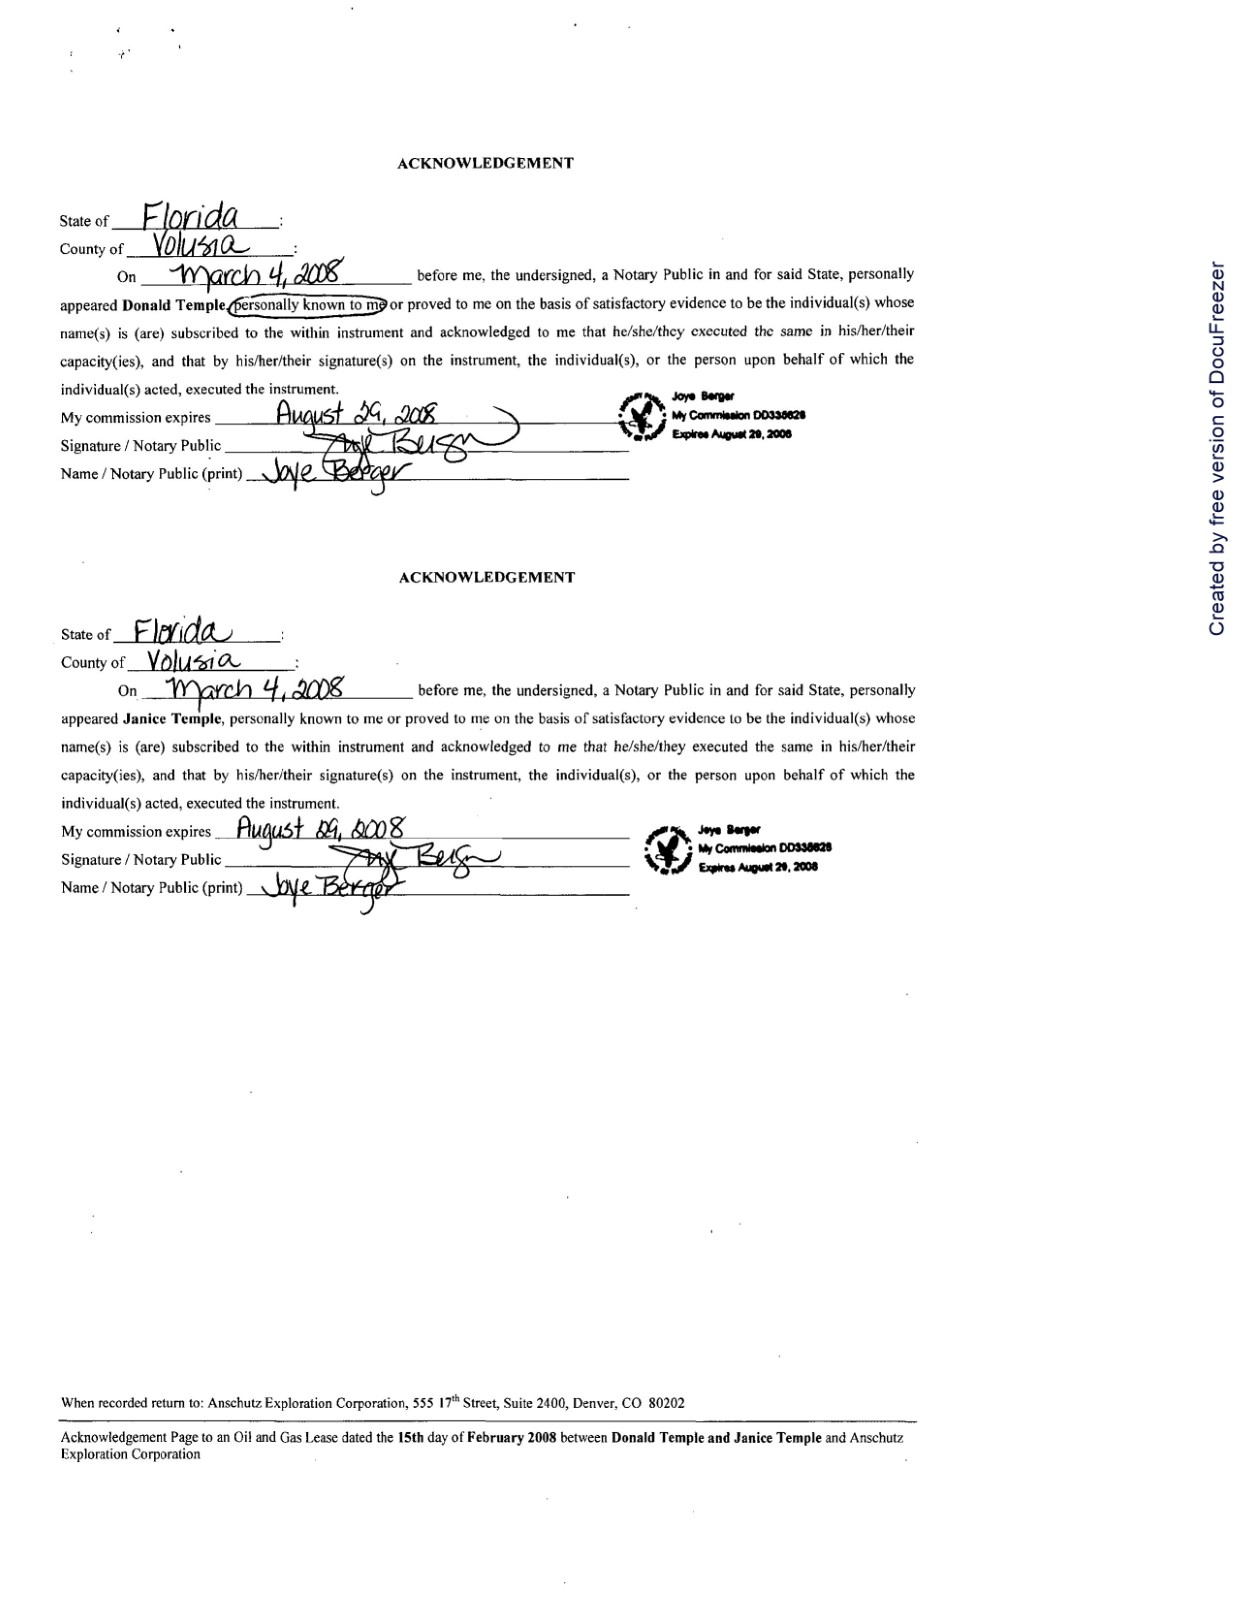 ACKNOWLEDGEMENT
State of Florida :
County of Volusia :
On March 4, 2008 before me, the undersigned, a Notary Public in and for said State, personally
appeared Donald Temple, personally known to me or proved to me on the basis of satisfactory evidence to be the individual(s) whose
name(s) is (are) subscribed to the within instrument and acknowledged to me that he/she/they executed the same in his/her/their
capacity(ies), and that by his/her/their signature(s) on the instrument, the individual(s), or the person upon behalf of which the
individual(s) acted, executed the instrument.
My commission expires August 29, 2008
Signature / Notary Public Joye Berger
Name / Notary Public (print) Joye Berger
Joye Berger
My Commission DD338628
Expires August 29, 2008
ACKNOWLEDGEMENT
State of Florida :
County of Volusia :
On March 4, 2008 before me, the undersigned, a Notary Public in and for said State, personally
appeared Janice Temple, personally known to me or proved to me on the basis of satisfactory evidence to be the individual(s) whose
name(s) is (are) subscribed to the within instrument and acknowledged to me that he/she/they executed the same in his/her/their
capacity(ies), and that by his/her/their signature(s) on the instrument, the individual(s), or the person upon behalf of which the
individual(s) acted, executed the instrument.
My commission expires August 29, 2008
Signature / Notary Public Joye Berger
Name / Notary Public (print) Joye Berger
Joye Berger
My Commission DD338628
Expires August 29, 2008
When recorded return to: Anschutz Exploration Corporation, 555 17th Street, Suite 2400, Denver, CO 80202
Acknowledgement Page to an Oil and Gas Lease dated the 15th day of February 2008 between Donald Temple and Janice Temple and Anschutz
Exploration Corporation
Created by free version of DocuFreezer